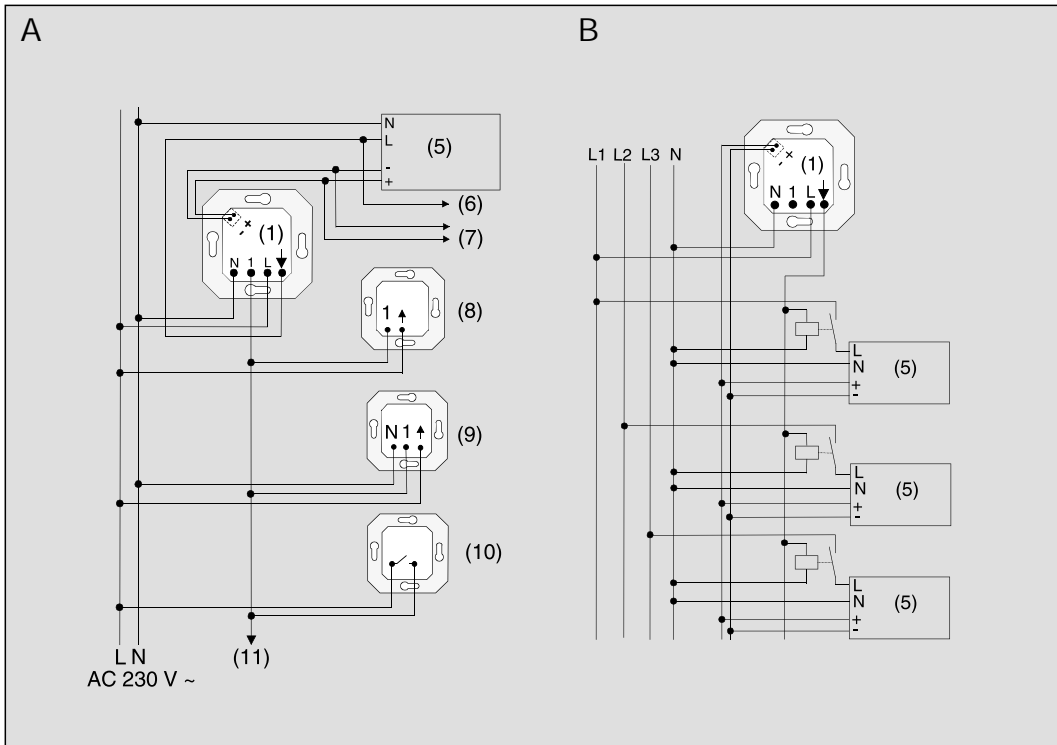 A
N
L
-
+
(5)
(6)
(7)
+
-
(1)
N 1 L
1
(8)
N 1
(9)
(10)
L N
(11)
AC 230 V ~
B
L1 L2 L3 N
+
-
(1)
N 1 L
L
N
+
-
(5)
L
N
+
-
(5)
L
N
+
-
(5)